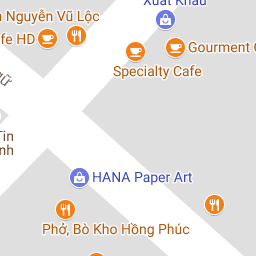 Xuất Khẩu
Nguyễn Vũ Lộc
fe HD
Gourment
Specialty Cafe
Tin
nh
HANA Paper Art
Phở, Bò Kho Hồng Phúc